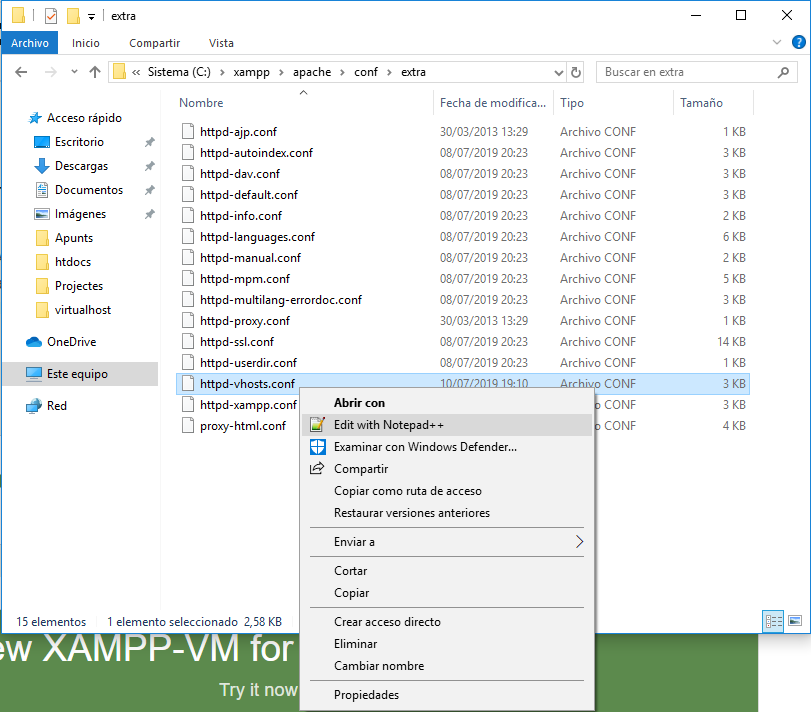 extra
Archivo Inicio Compartir Vista
« Sistema (C:) › xampp › apache › conf › extra
Buscar en extra
Nombre Fecha de modifica... Tipo Tamaño
Acceso rápido
Escritorio
Descargas
Documentos
Imágenes
Apunts
htdocs
Projectes
virtualhost
OneDrive
Este equipo
Red
httpd-ajp.conf 30/03/2013 13:29 Archivo CONF 1 KB
httpd-autoindex.conf 08/07/2019 20:23 Archivo CONF 3 KB
httpd-dav.conf 08/07/2019 20:23 Archivo CONF 3 KB
httpd-default.conf 08/07/2019 20:23 Archivo CONF 3 KB
httpd-info.conf 08/07/2019 20:23 Archivo CONF 2 KB
httpd-languages.conf 08/07/2019 20:23 Archivo CONF 6 KB
httpd-manual.conf 08/07/2019 20:23 Archivo CONF 2 KB
httpd-mpm.conf 08/07/2019 20:23 Archivo CONF 5 KB
httpd-multilang-errordoc.conf 08/07/2019 20:23 Archivo CONF 3 KB
httpd-proxy.conf 30/03/2013 13:29 Archivo CONF 1 KB
httpd-ssl.conf 08/07/2019 20:23 Archivo CONF 14 KB
httpd-userdir.conf 08/07/2019 20:23 Archivo CONF 1 KB
httpd-vhosts.conf 10/07/2019 19:10 Archivo CONF 3 KB
httpd-xampp.conf CONF 3 KB
proxy-html.conf CONF 4 KB
Abrir con
Edit with Notepad++
Examinar con Windows Defender...
Compartir
Copiar como ruta de acceso
Restaurar versiones anteriores
Enviar a
Cortar
Copiar
Crear acceso directo
Eliminar
Cambiar nombre
Propiedades
15 elementos 1 elemento seleccionado 2,58 KB
ew XAMPP-VM for
Try it now